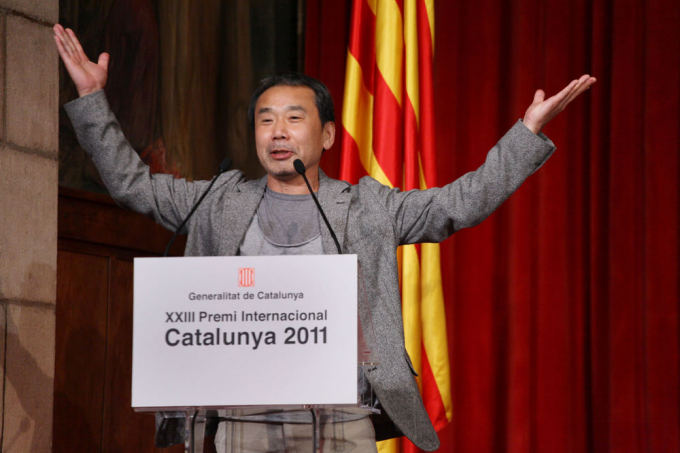 Generalitat de Catalunya
XXIII Premi Internacional
Catalunya 2011